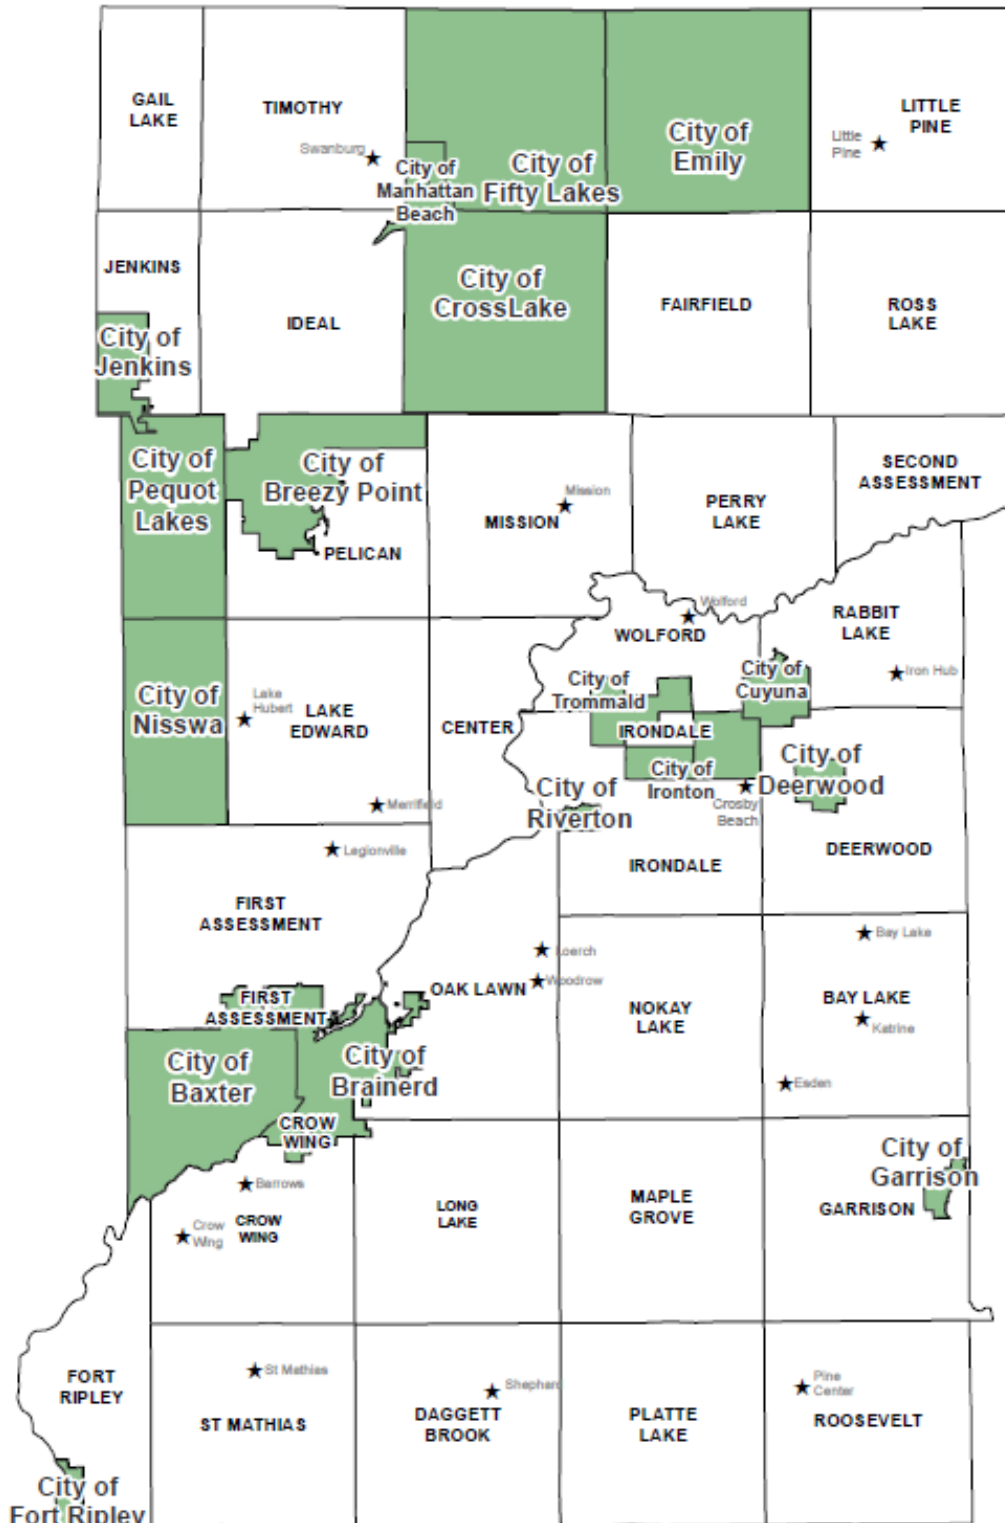 GAIL
LAKE
TIMOTHY
Swanburg
City of
Manhattan
Beach
City of
Fifty Lakes
City of
Emily
Little
Pine
LITTLE
PINE
JENKINS
City of
Jenkins
IDEAL
City of
CrossLake
FAIRFIELD
ROSS
LAKE
City of
Pequot
Lakes
City of
Breezy Point
PELICAN
Mission
MISSION
PERRY
LAKE
SECOND
ASSESSMENT
Wolford
WOLFORD
RABBIT
LAKE
Iron Hub
City of
Nisswa
Lake
Hubert
LAKE
EDWARD
Merrifield
CENTER
City of
Trommald
IRONDALE
City of
Cuyuna
City of
Ironton
City of
Riverton
Crosby
Beach
City of
Deerwood
IRONDALE
DEERWOOD
Legionville
FIRST
ASSESSMENT
FIRST
ASSESSMENT
OAK LAWN
Loerch
Woodrow
NOKAY
LAKE
Bay Lake
BAY LAKE
Katrine
Esden
City of
Baxter
City of
Brainerd
CROW
WING
Barrows
Crow
Wing
CROW
WING
LONG
LAKE
MAPLE
GROVE
City of
Garrison
GARRISON
FORT
RIPLEY
St Mathias
ST MATHIAS
Shephard
DAGGETT
BROOK
PLATTE
LAKE
Pine
Center
ROOSEVELT
City of
Fort Ripley